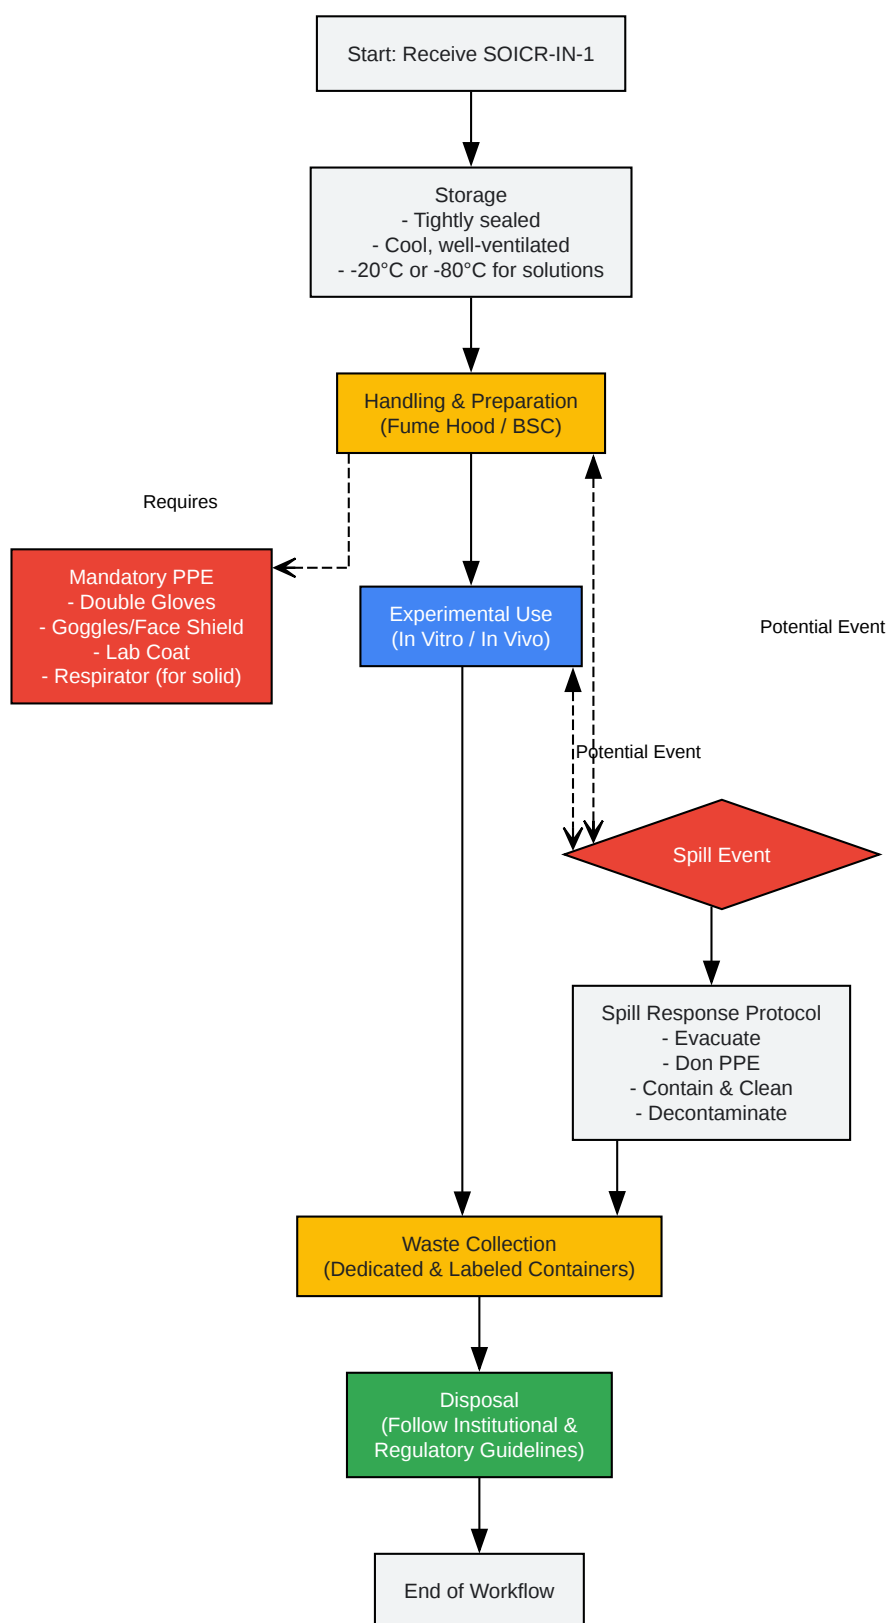 Start: Receive SOICR-IN-1
Storage
- Tightly sealed
- Cool, well-ventilated
- -20°C or -80°C for solutions
Handling & Preparation
(Fume Hood / BSC)
Requires
Mandatory PPE
- Double Gloves
- Goggles/Face Shield
- Lab Coat
- Respirator (for solid)
Experimental Use
(In Vitro / In Vivo)
Potential Event
Potential Event
Spill Event
Spill Response Protocol
- Evacuate
- Don PPE
- Contain & Clean
- Decontaminate
Waste Collection
(Dedicated & Labeled Containers)
Disposal
(Follow Institutional &
Regulatory Guidelines)
End of Workflow